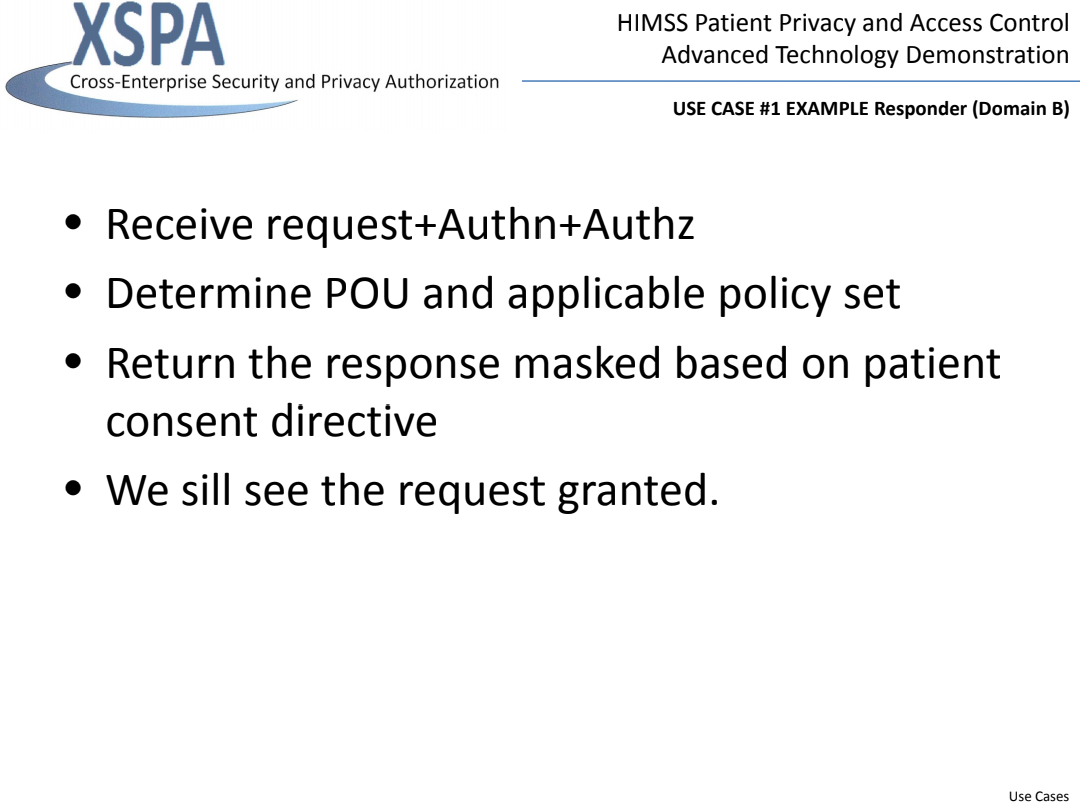 XSPA
Cross-Enterprise Security and Privacy Authorization
HIMSS Patient Privacy and Access Control
Advanced Technology Demonstration
USE CASE #1 EXAMPLE Responder (Domain B)
• Receive request+Authn+Authz
• Determine POU and applicable policy set
• Return the response masked based on patient
consent directive
• We sill see the request granted.
Use Cases